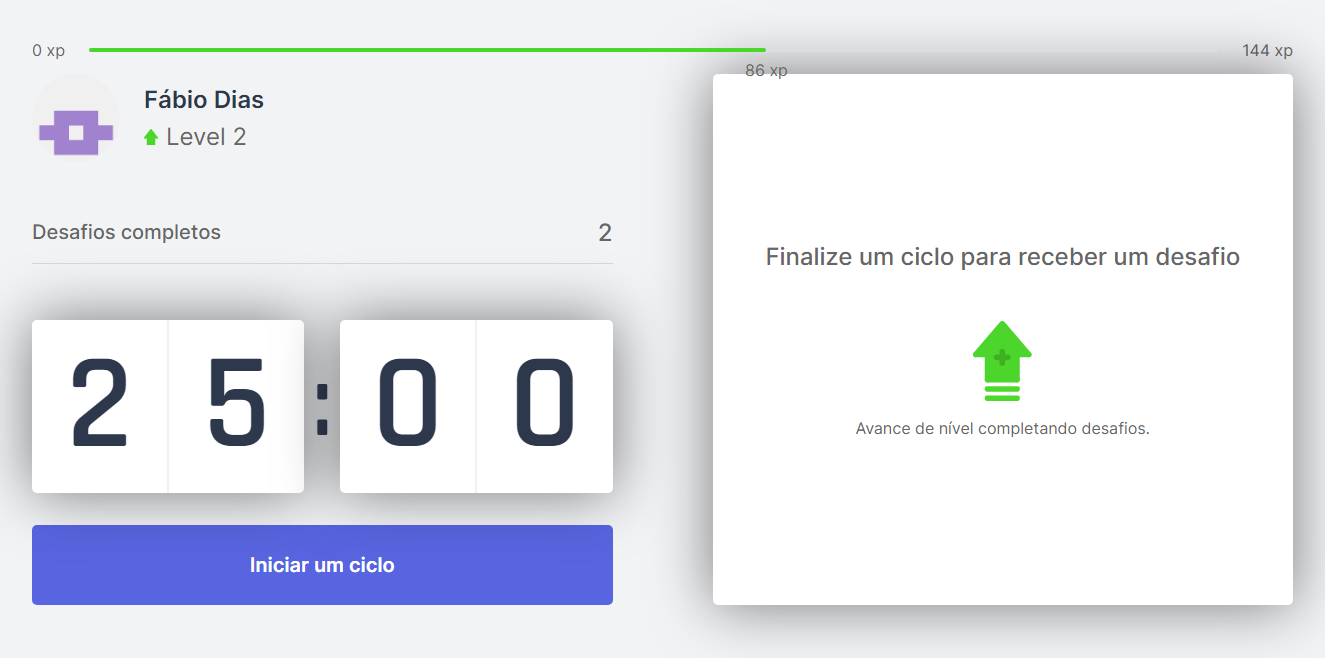 0 xp
144 xp
86 xp
Fábio Dias
Level 2
Desafios completos 2
25:00
Iniciar um ciclo
Finalize um ciclo para receber um desafio
Avance de nível completando desafios.